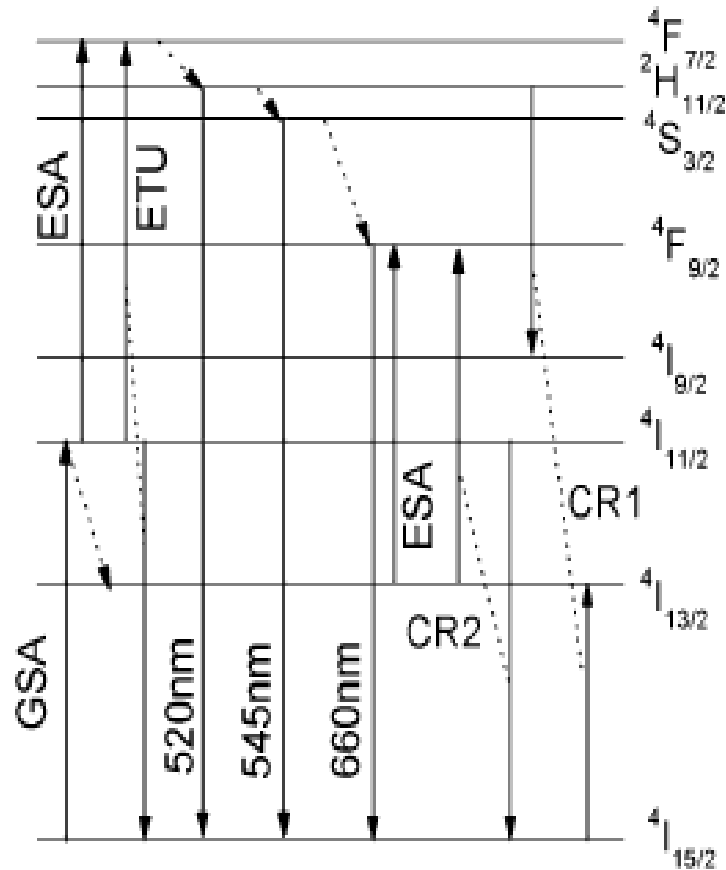 ⁴F₇/₂
²H₁₁/₂
⁴S₃/₂
ESA
ETU
⁴F₉/₂
⁴I₉/₂
⁴I₁₁/₂
ESA
CR1
⁴I₁₃/₂
CR2
GSA
520nm
545nm
660nm
⁴I₁₅/₂